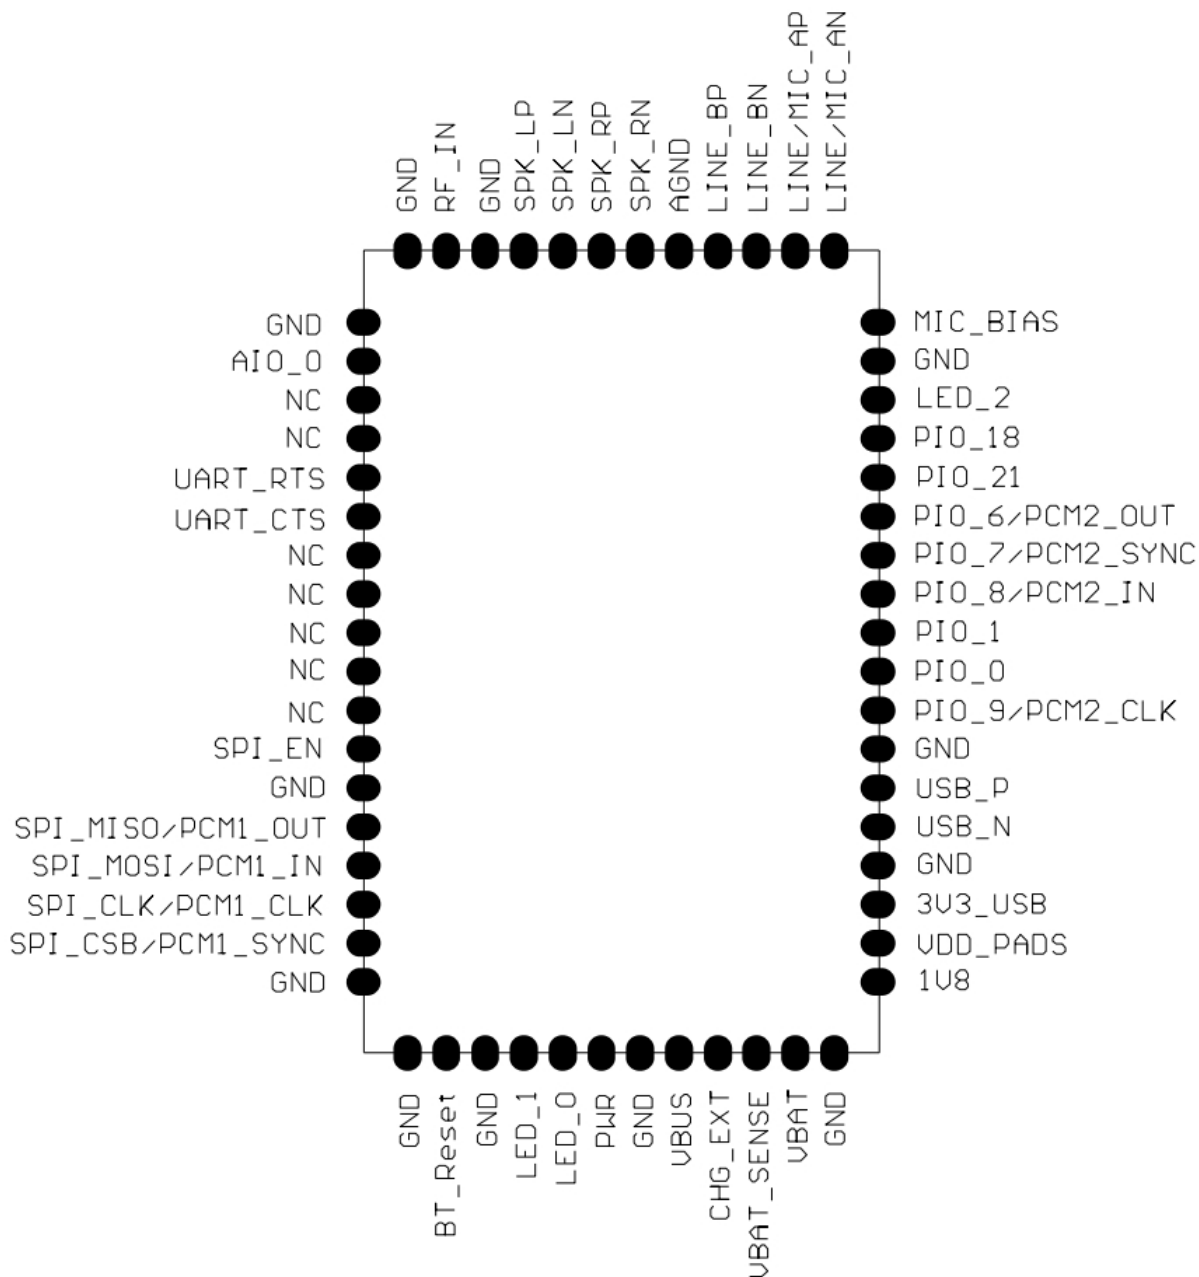 GND
RF_IN
GND
SPK_LP
SPK_LN
SPK_RP
SPK_RN
AGND
LINE_BP
LINE_BN
LINE/MIC_AP
LINE/MIC_AN
GND
AIO_0
NC
NC
UART_RTS
UART_CTS
NC
NC
NC
NC
NC
SPI_EN
GND
SPI_MISO/PCM1_OUT
SPI_MOSI/PCM1_IN
SPI_CLK/PCM1_CLK
SPI_CSB/PCM1_SYNC
GND
MIC_BIAS
GND
LED_2
PIO_18
PIO_21
PIO_6/PCM2_OUT
PIO_7/PCM2_SYNC
PIO_8/PCM2_IN
PIO_1
PIO_0
PIO_9/PCM2_CLK
GND
USB_P
USB_N
GND
3V3_USB
VDD_PADS
1V8
GND
BT_Reset
GND
LED_1
LED_0
PWR
GND
VBUS
CHG_EXT
VBAT_SENSE
VBAT
GND